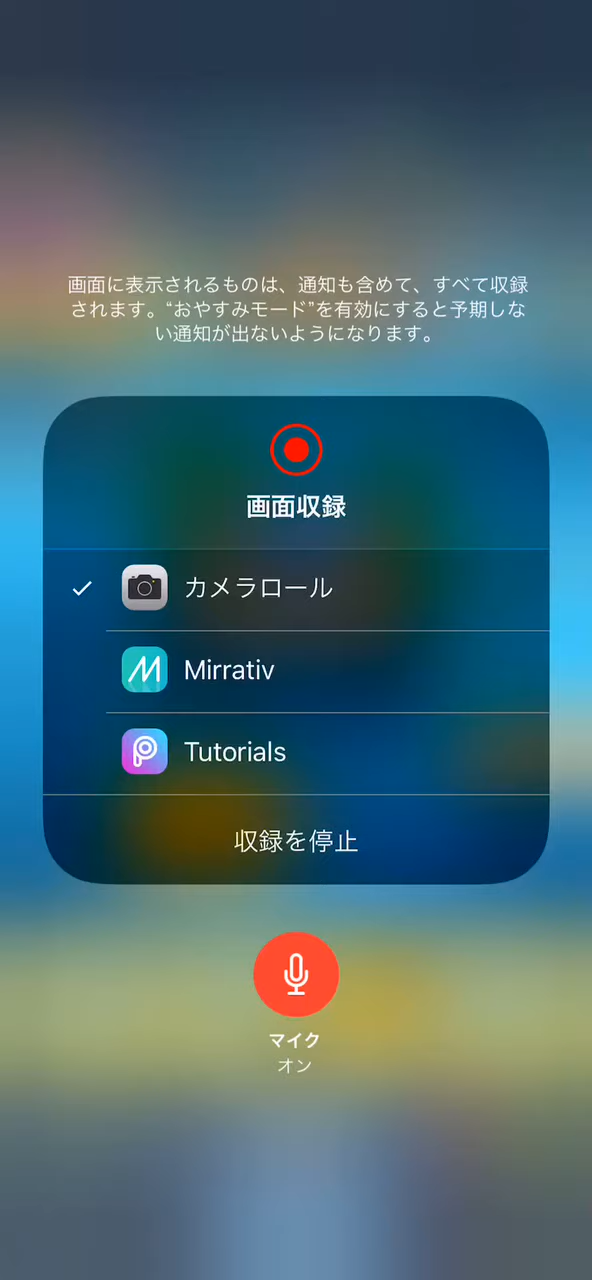 画面に表示されるものは、通知も含めて、すべて収録
されます。“おやすみモード”を有効にすると予期しな
い通知が出ないようになります。
画面収録
カメラロール
Mirrativ
Tutorials
収録を停止
マイク
オン